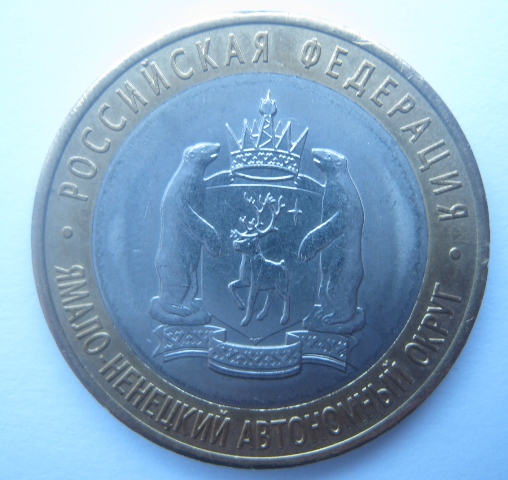 РОССИЙСКАЯ ФЕДЕРАЦИЯ
ЯМАЛО-НЕНЕЦКИЙ АВТОНОМНЫЙ ОКРУГ